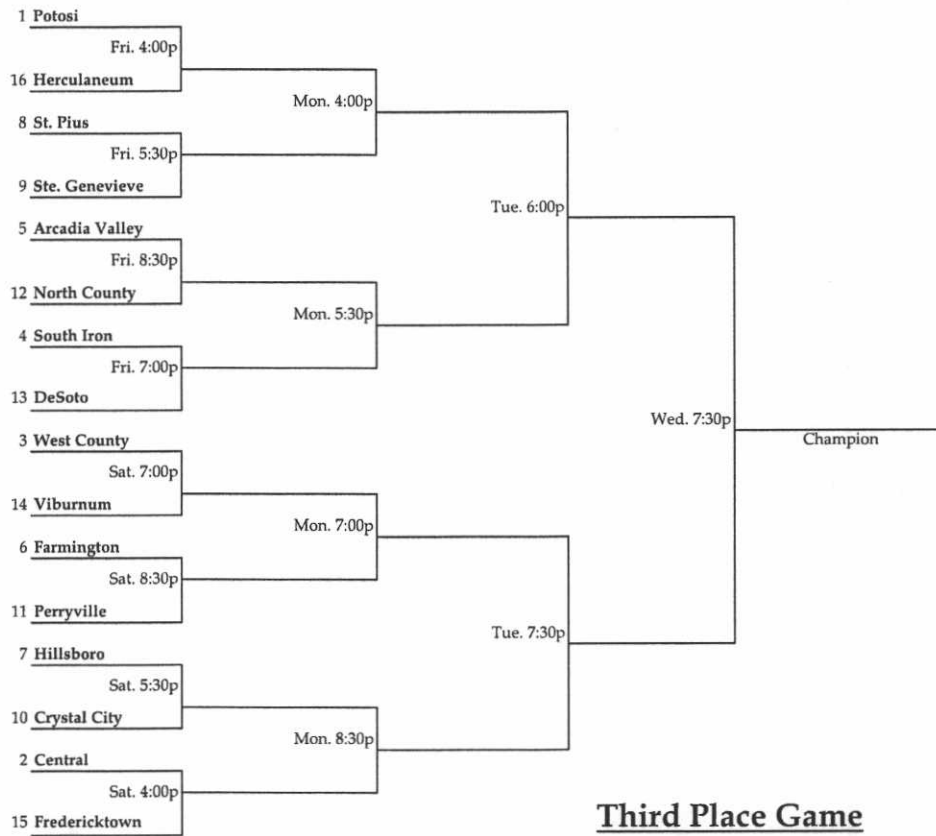 1 Potosi
Fri. 4:00p
16 Herculaneum
Mon. 4:00p
8 St. Pius
Fri. 5:30p
9 Ste. Genevieve
Tue. 6:00p
5 Arcadia Valley
Fri. 8:30p
12 North County
Mon. 5:30p
4 South Iron
Fri. 7:00p
13 DeSoto
Wed. 7:30p
Champion
3 West County
Sat. 7:00p
14 Viburnum
Mon. 7:00p
6 Farmington
Sat. 8:30p
11 Perryville
Tue. 7:30p
7 Hillsboro
Sat. 5:30p
10 Crystal City
Mon. 8:30p
2 Central
Sat. 4:00p
15 Fredericktown
Third Place Game